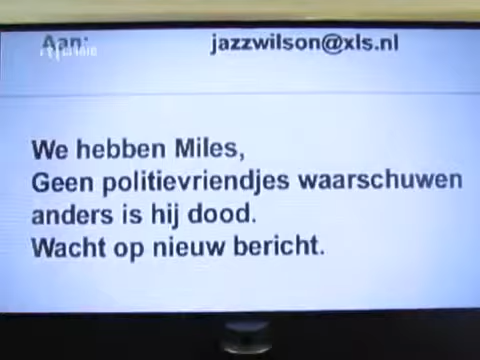 Aan: jazzwilson@xls.nl
We hebben Miles,
Geen politievriendjes waarschuwen
anders is hij dood.
Wacht op nieuw bericht.